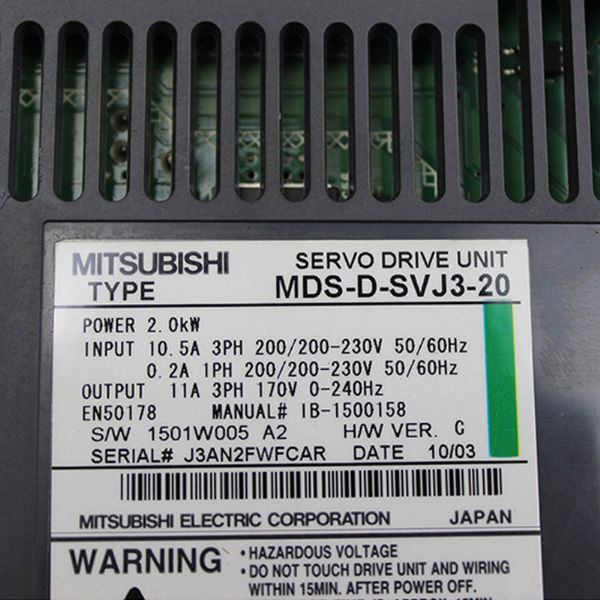 MITSUBISHI SERVO DRIVE UNIT
TYPE MDS-D-SVJ3-20
POWER 2.0kW
INPUT 10.5A 3PH 200/200-230V 50/60Hz
0.2A 1PH 200/200-230V 50/60Hz
OUTPUT 11A 3PH 170V 0-240Hz
EN50178 MANUAL# IB-1500158
S/W 1501W005 A2 H/W VER. C
SERIAL# J3AN2FWFCAR DATE 10/03
MITSUBISHI ELECTRIC CORPORATION JAPAN
WARNING
• HAZARDOUS VOLTAGE
• DO NOT TOUCH DRIVE UNIT AND WIRING
WITHIN 15MIN. AFTER POWER OFF.